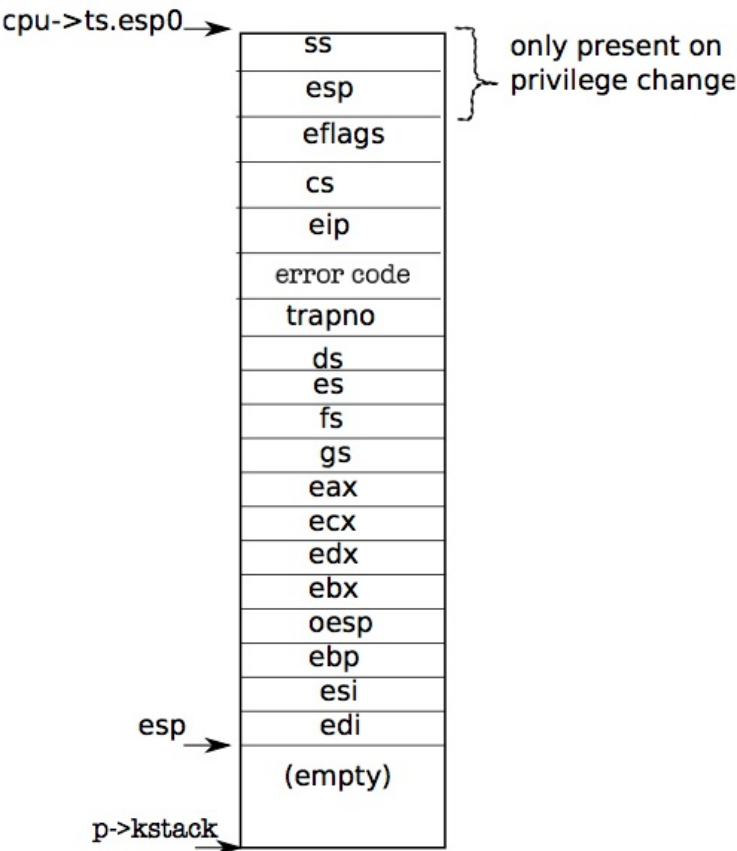 cpu->ts.esp0
ss
only present on
privilege change
esp
eflags
cs
eip
error code
trapno
ds
es
fs
gs
eax
ecx
edx
ebx
oesp
ebp
esi
esp
edi
(empty)
p->kstack